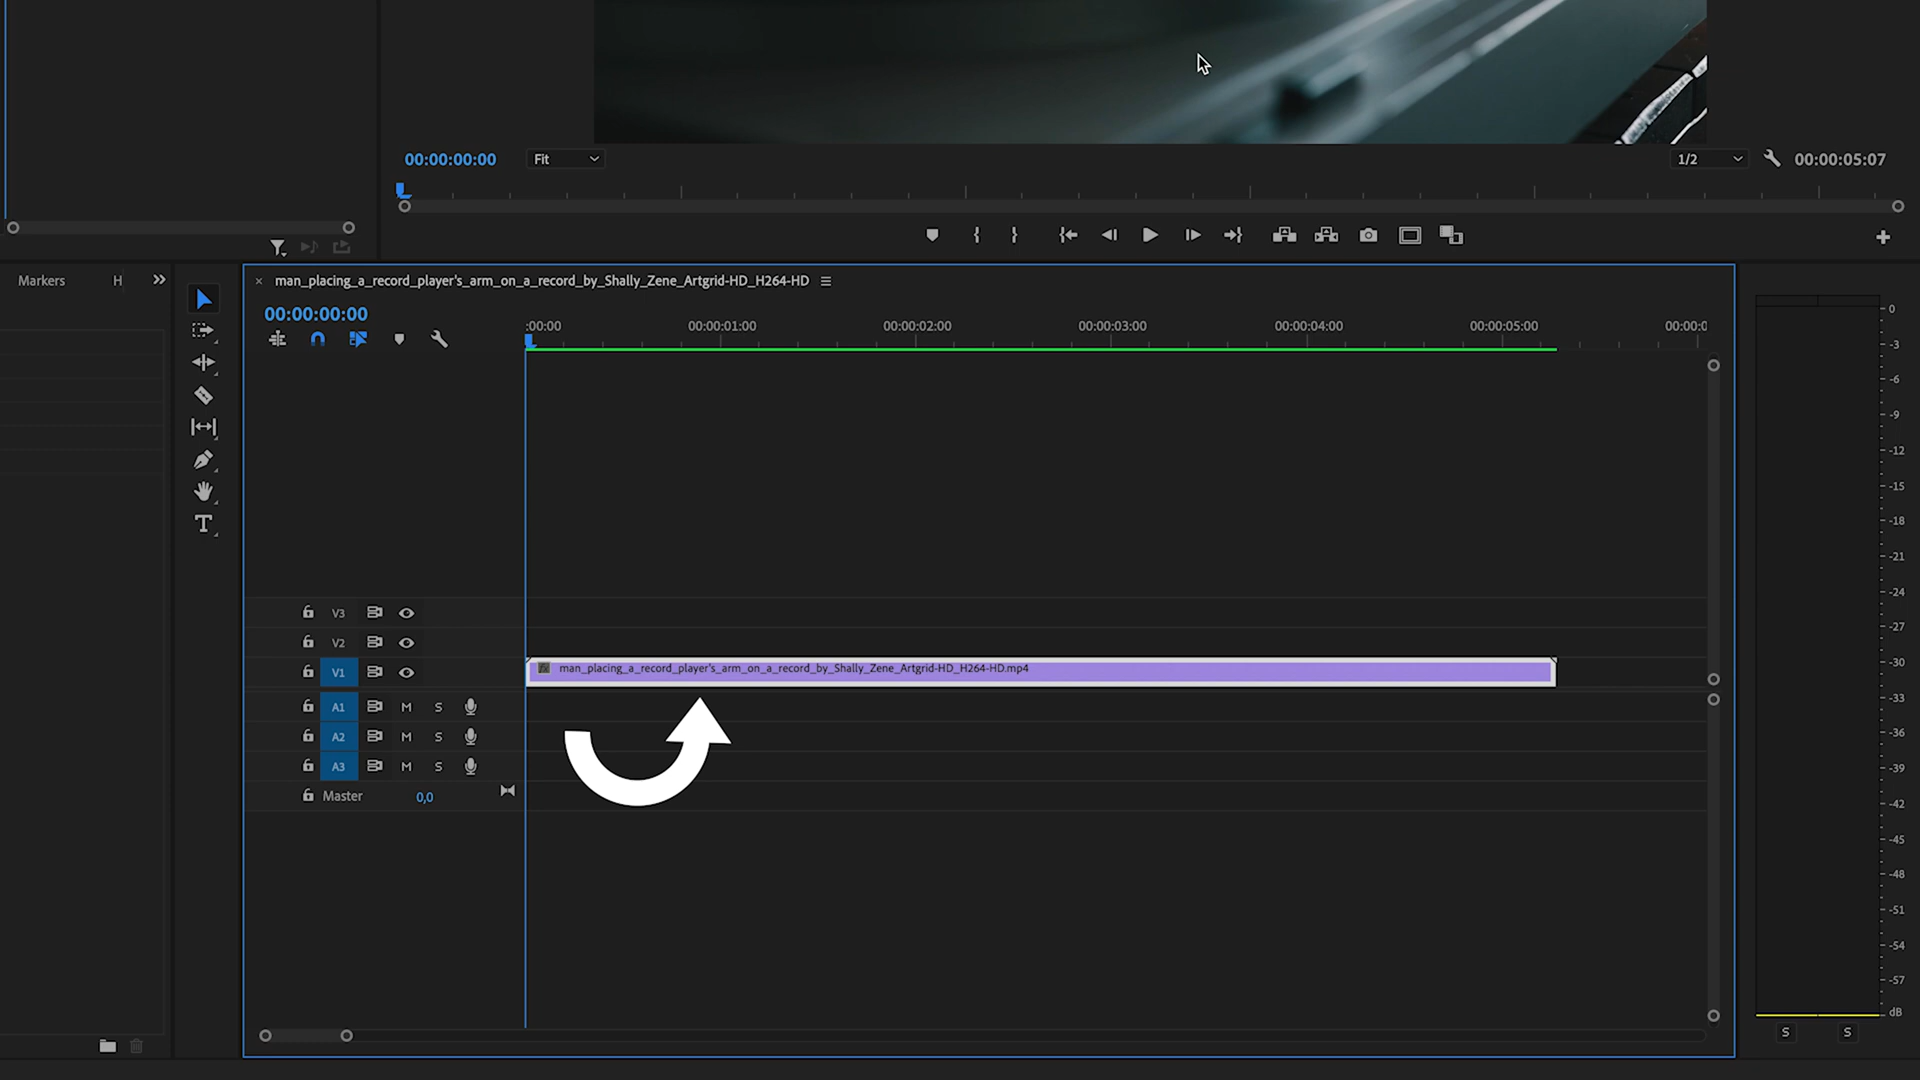 00:00:00:00 Fit 1/2 00:00:05:07
Markers H
man_placing_a_record_player's_arm_on_a_record_by_Shally_Zene_Artgrid-HD_H264-HD
00:00:00:00
:00:00 00:00:01:00 00:00:02:00 00:00:03:00 00:00:04:00 00:00:05:00 00:00:0
T
V3
V2
V1 man_placing_a_record_player's_arm_on_a_record_by_Shally_Zene_Artgrid-HD_H264-HD.mp4
A1 M S
A2 M S
A3 M S
Master 0,0
0
-3
-6
-9
-12
-15
-18
-21
-24
-27
-30
-33
-36
-39
-42
-45
-48
-51
-54
-57
dB
S S